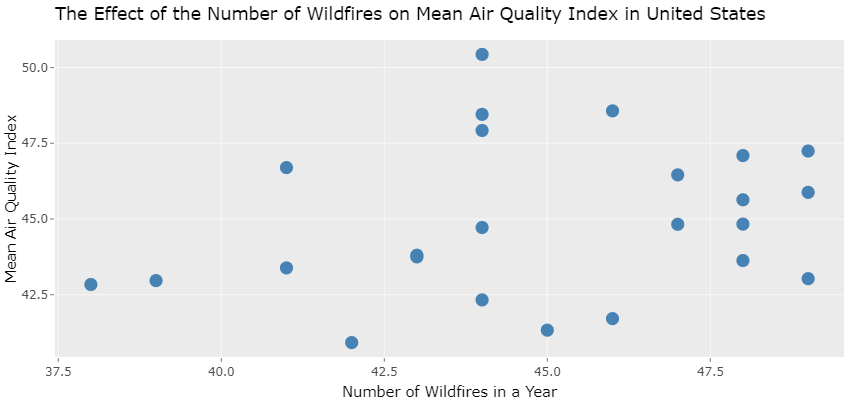 The Effect of the Number of Wildfires on Mean Air Quality Index in United States
Mean Air Quality Index
50.0
47.5
45.0
42.5
37.5 40.0 42.5 45.0 47.5
Number of Wildfires in a Year